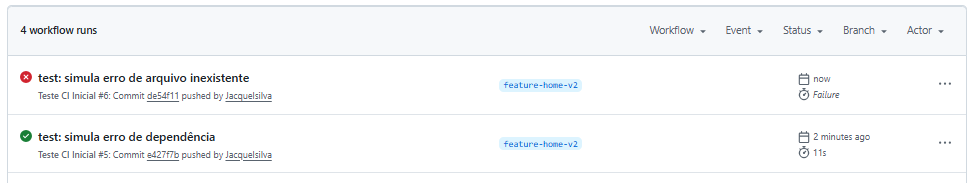 4 workflow runs
Workflow Event Status Branch Actor
test: simula erro de arquivo inexistente
Teste CI Inicial #6: Commit de54f11 pushed by Jacquelsilva
feature-home-v2
now
Failure
test: simula erro de dependência
Teste CI Inicial #5: Commit e427f7b pushed by Jacquelsilva
feature-home-v2
2 minutes ago
11s